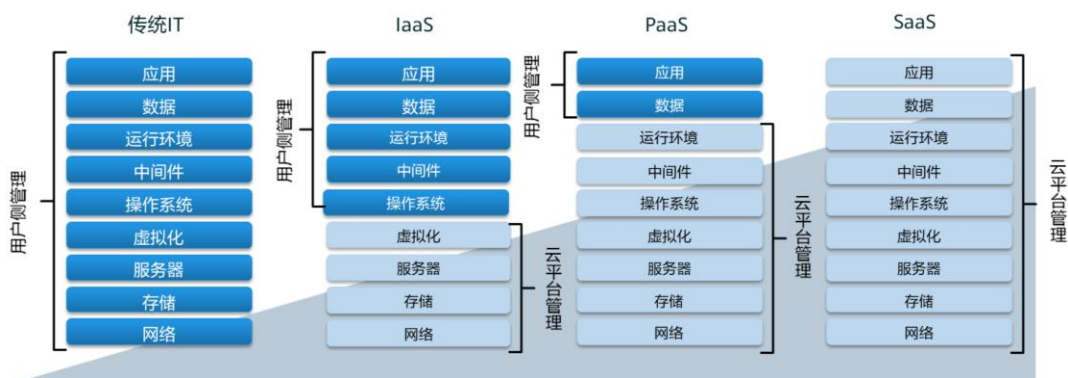 传统IT
IaaS
PaaS
SaaS
用户侧管理
应用
数据
运行环境
中间件
操作系统
虚拟化
服务器
存储
网络
用户侧管理
应用
数据
运行环境
中间件
操作系统
虚拟化
服务器
存储
网络
云平台管理
用户侧管理
应用
数据
运行环境
中间件
操作系统
虚拟化
服务器
存储
网络
云平台管理
应用
数据
运行环境
中间件
操作系统
虚拟化
服务器
存储
网络
云平台管理